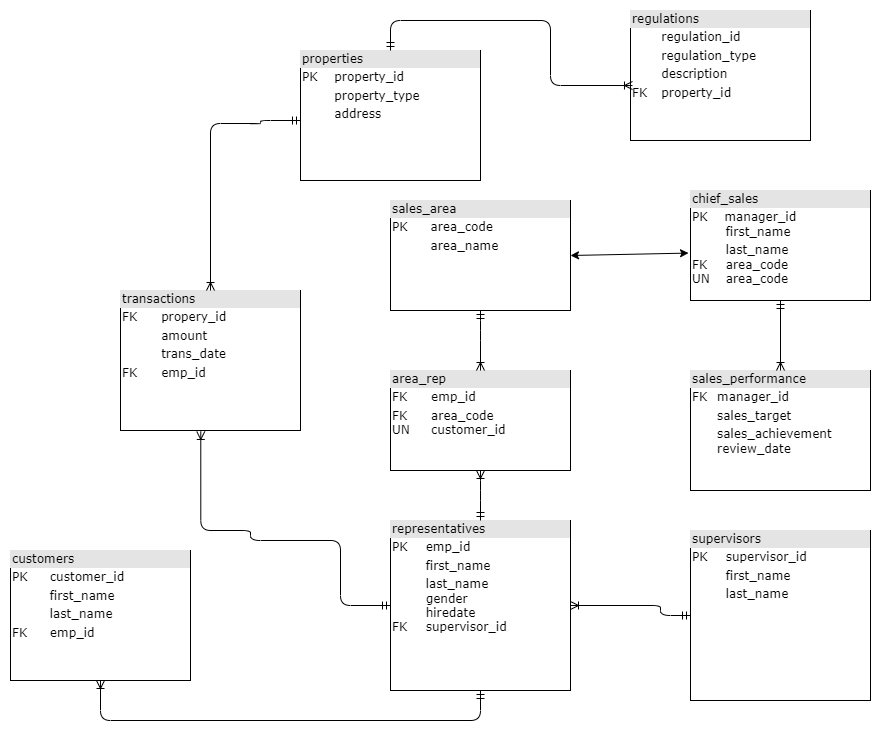 regulations
regulation_id
regulation_type
description
FK property_id
properties
PK property_id
property_type
address
sales_area
PK area_code
area_name
chief_sales
PK manager_id
first_name
last_name
FK area_code
UN area_code
transactions
FK propery_id
amount
trans_date
FK emp_id
area_rep
FK emp_id
FK area_code
UN customer_id
sales_performance
FK manager_id
sales_target
sales_achievement
review_date
customers
PK customer_id
first_name
last_name
FK emp_id
representatives
PK emp_id
first_name
last_name
gender
hiredate
FK supervisor_id
supervisors
PK supervisor_id
first_name
last_name